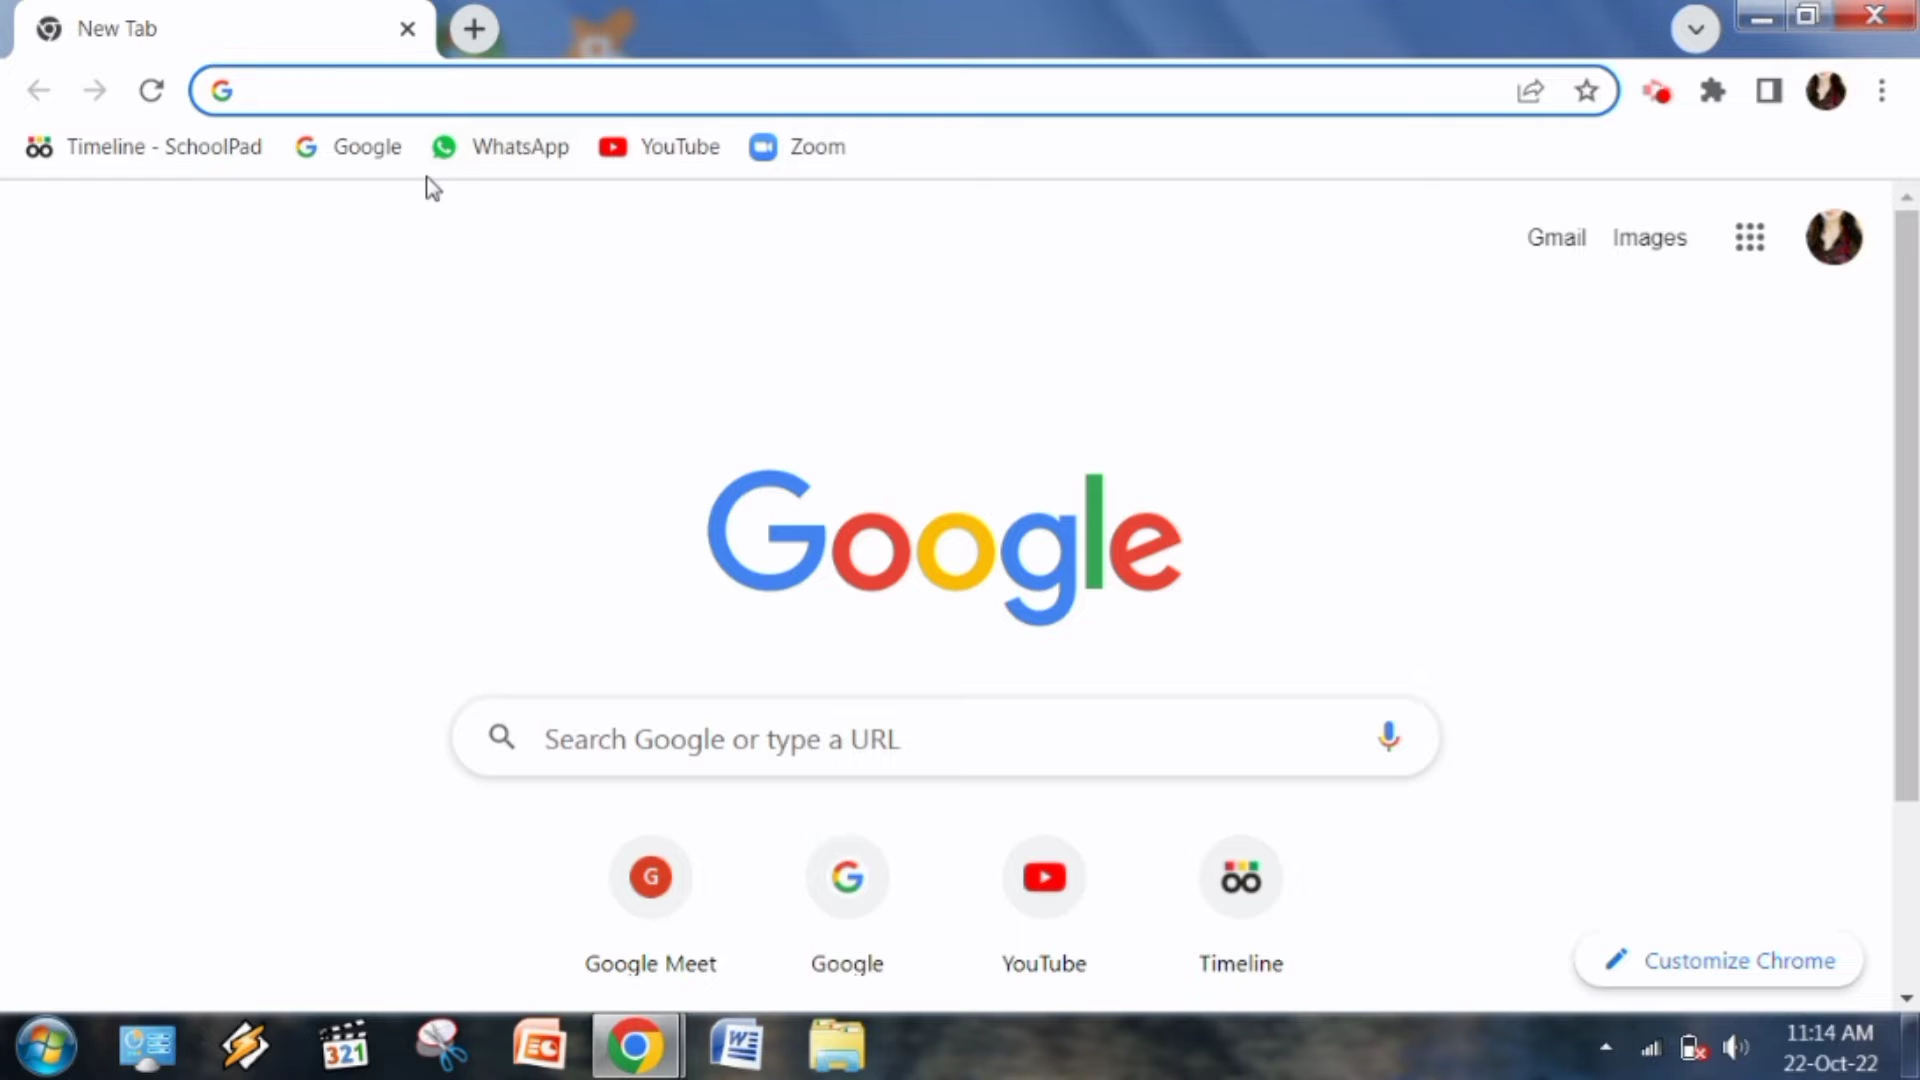 New Tab
Timeline - SchoolPad Google WhatsApp YouTube Zoom
Gmail Images
Google
Search Google or type a URL
G
Google Meet Google YouTube Timeline
Customize Chrome
321
11:14 AM
22-Oct-22